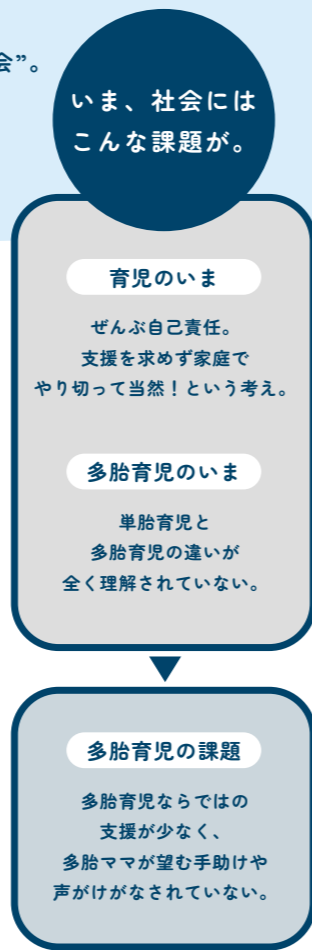 会”。
いま、社会には
こんな課題が。
育児のいま
ぜんぶ自己責任。
支援を求めず家庭で
やり切って当然！という考え。
多胎育児のいま
単胎育児と
多胎育児の違いが
全く理解されていない。
多胎育児の課題
多胎育児ならではの
支援が少なく、
多胎ママが望む手助けや
声がけがなされていない。